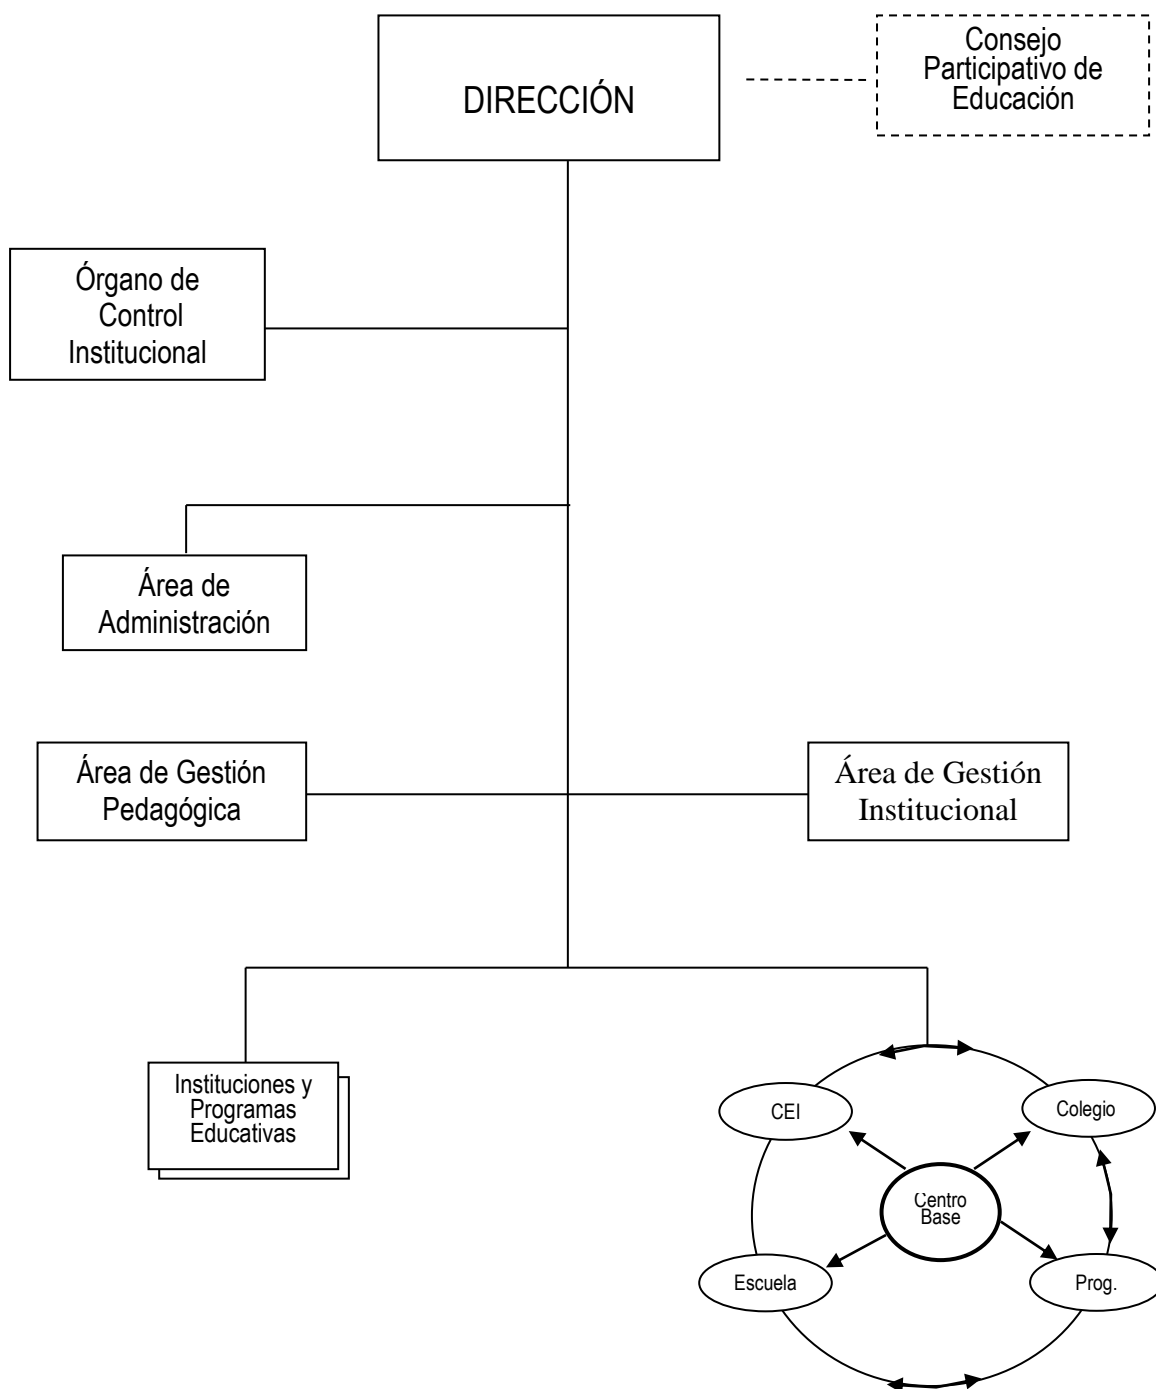 DIRECCIÓN
Consejo
Participativo de
Educación
Órgano de
Control
Institucional
Área de
Administración
Área de Gestión
Pedagógica
Área de Gestión
Institucional
Instituciones y
Programas
Educativas
CEI
Colegio
Centro
Base
Escuela
Prog.